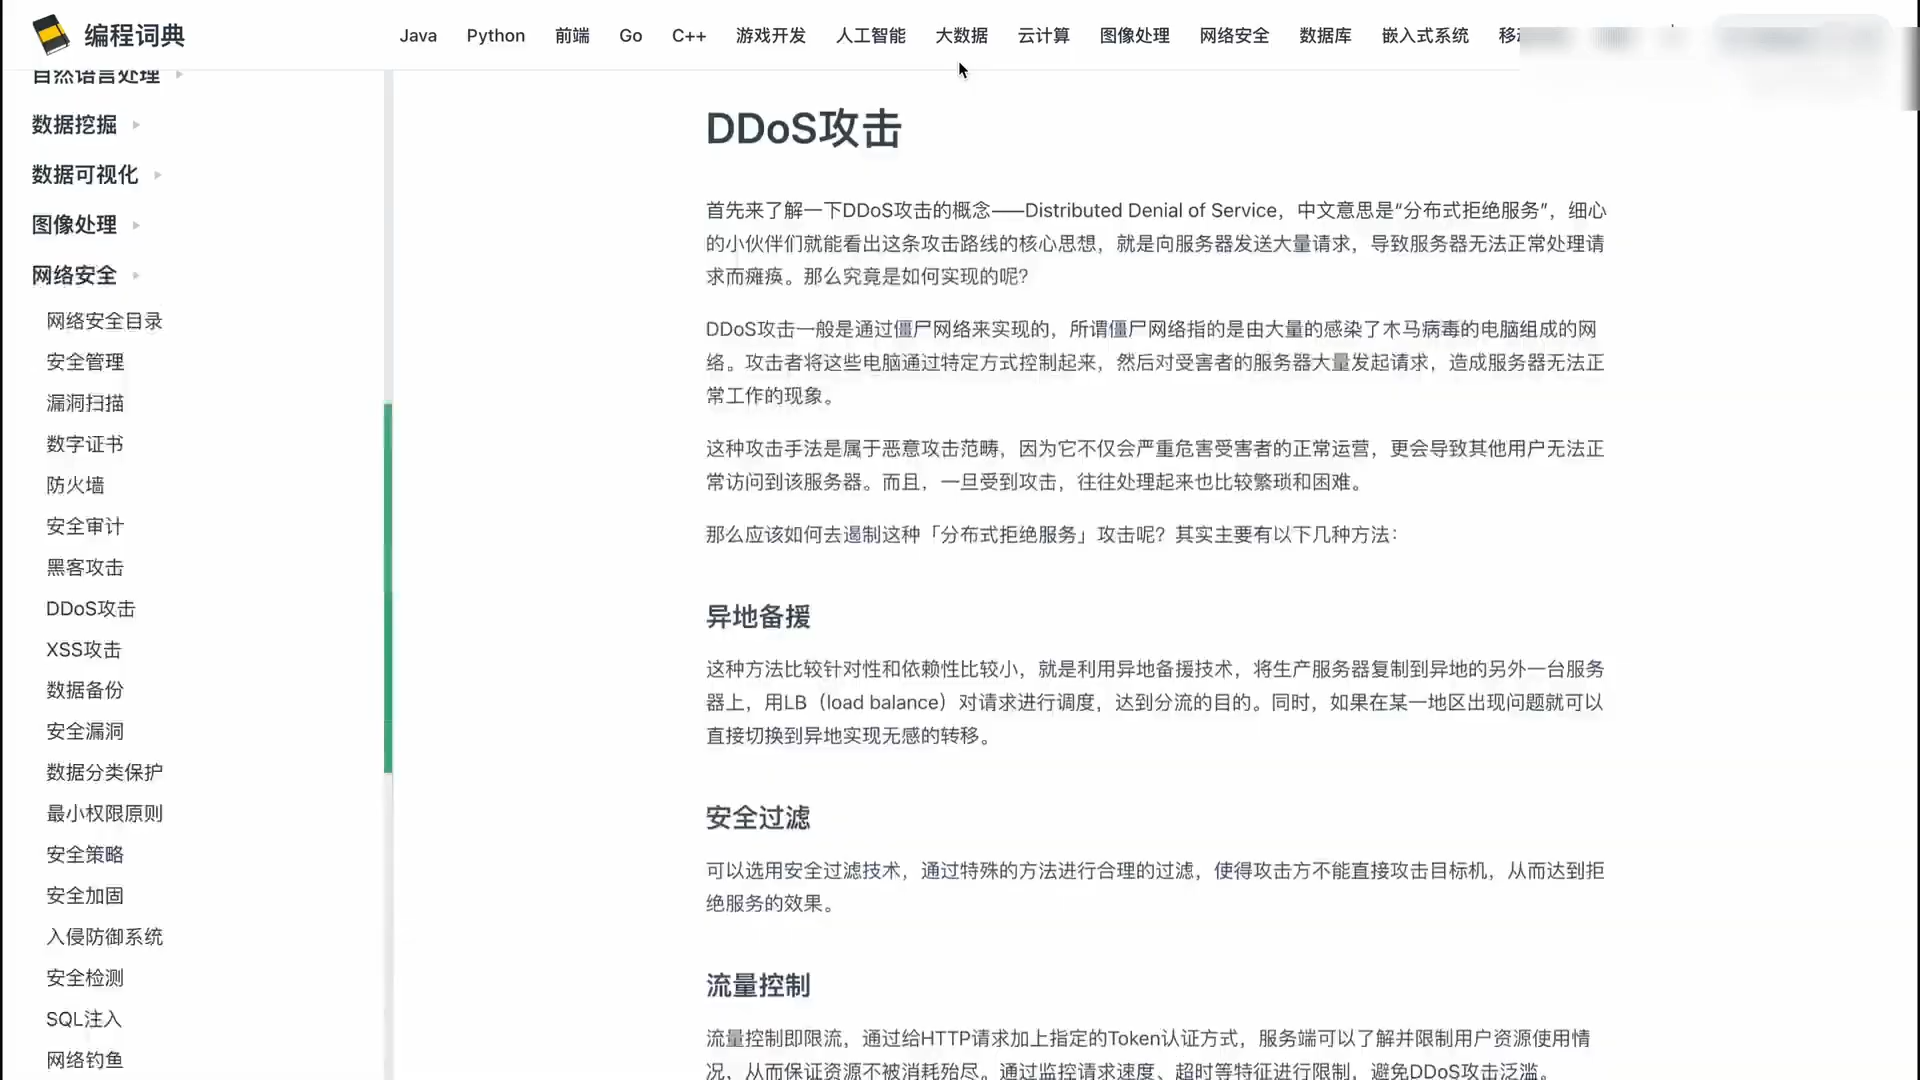 编程词典
Java Python 前端 Go C++ 游戏开发 人工智能 大数据 云计算 图像处理 网络安全 数据库 嵌入式系统
自然语言处理
数据挖掘
数据可视化
图像处理
网络安全
网络安全目录
安全管理
漏洞扫描
数字证书
防火墙
安全审计
黑客攻击
DDoS攻击
XSS攻击
数据备份
安全漏洞
数据分类保护
最小权限原则
安全策略
安全加固
入侵防御系统
安全检测
SQL注入
网络钓鱼
DDoS攻击
首先来了解一下DDoS攻击的概念——Distributed Denial of Service，中文意思是“分布式拒绝服务”，细心
的小伙伴们就能看出这条攻击路线的核心思想，就是向服务器发送大量请求，导致服务器无法正常处理请
求而瘫痪。那么究竟是如何实现的呢？
DDoS攻击一般是通过僵尸网络来实现的，所谓僵尸网络指的是由大量的感染了木马病毒的电脑组成的网
络。攻击者将这些电脑通过特定方式控制起来，然后对受害者的服务器大量发起请求，造成服务器无法正
常工作的现象。
这种攻击手法是属于恶意攻击范畴，因为它不仅会严重危害受害者的正常运营，更会导致其他用户无法正
常访问到该服务器。而且，一旦受到攻击，往往处理起来也比较繁琐和困难。
那么应该如何去遏制这种「分布式拒绝服务」攻击呢？其实主要有以下几种方法：
异地备援
这种方法比较针对性和依赖性比较小，就是利用异地备援技术，将生产服务器复制到异地的另外一台服务
器上，用LB（load balance）对请求进行调度，达到分流的目的。同时，如果在某一地区出现问题就可以
直接切换到异地实现无感的转移。
安全过滤
可以选用安全过滤技术，通过特殊的方法进行合理的过滤，使得攻击方不能直接攻击目标机，从而达到拒
绝服务的效果。
流量控制
流量控制即限流，通过给HTTP请求加上指定的Token认证方式，服务端可以了解并限制用户资源使用情
况，从而保证资源不被消耗殆尽。通过监控请求速度、超时等特征进行限制，避免DDoS攻击泛滥。